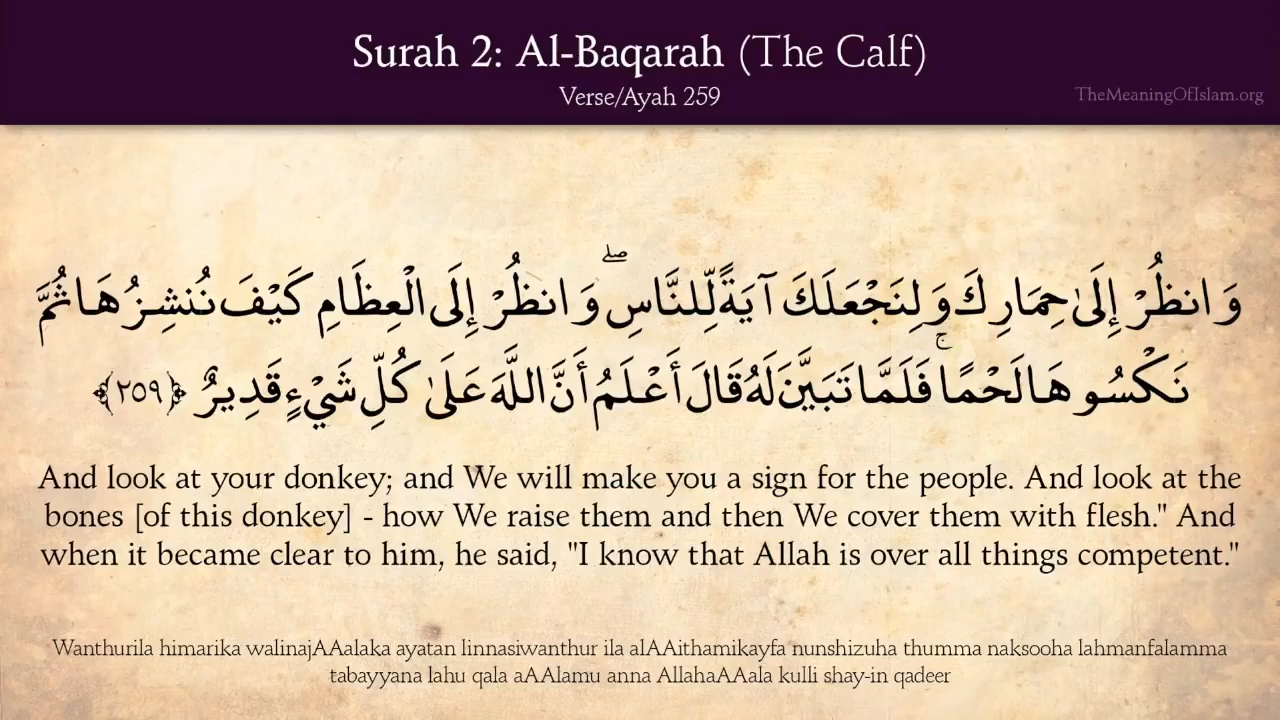 Surah 2: Al-Baqarah (The Calf)
Verse/Ayah 259
TheMeaningOfIslam.org
وَانظُرْ إِلَىٰ حِمَارِكَ وَلِنَجْعَلَكَ آيَةً لِّلنَّاسِ ۖ وَانظُرْ إِلَى الْعِظَامِ كَيْفَ نُنشِزُهَا ثُمَّ
نَكْسُوهَا لَحْمًا ۚ فَلَمَّا تَبَيَّنَ لَهُ قَالَ أَعْلَمُ أَنَّ اللَّهَ عَلَىٰ كُلِّ شَيْءٍ قَدِيرٌ ﴿٢٥٩﴾
And look at your donkey; and We will make you a sign for the people. And look at the
bones [of this donkey] - how We raise them and then We cover them with flesh." And
when it became clear to him, he said, "I know that Allah is over all things competent."
Wanthurila himarika walinajAAalaka ayatan linnasiwanthur ila alAAithamikayfa nunshizuha thumma naksooha lahmanfalamma
tabayyana lahu qala aAAlamu anna AllahaAAala kulli shay-in qadeer